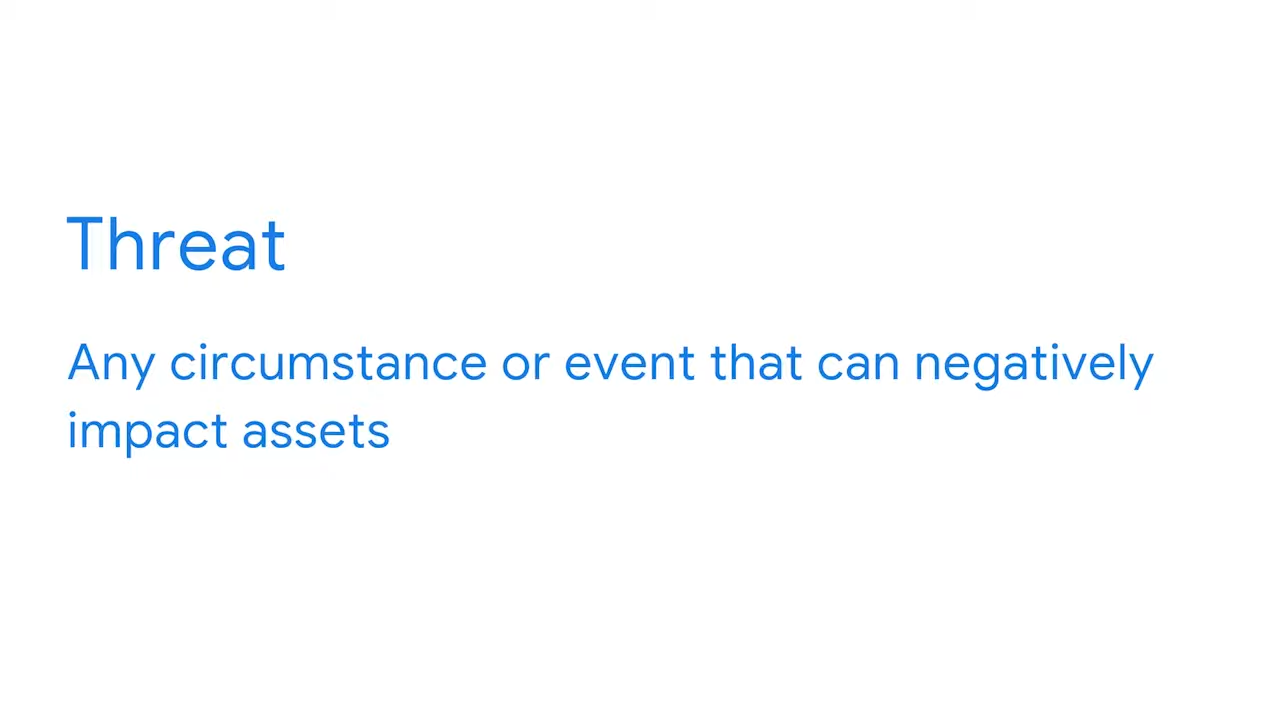 Threat
Any circumstance or event that can negatively
impact assets